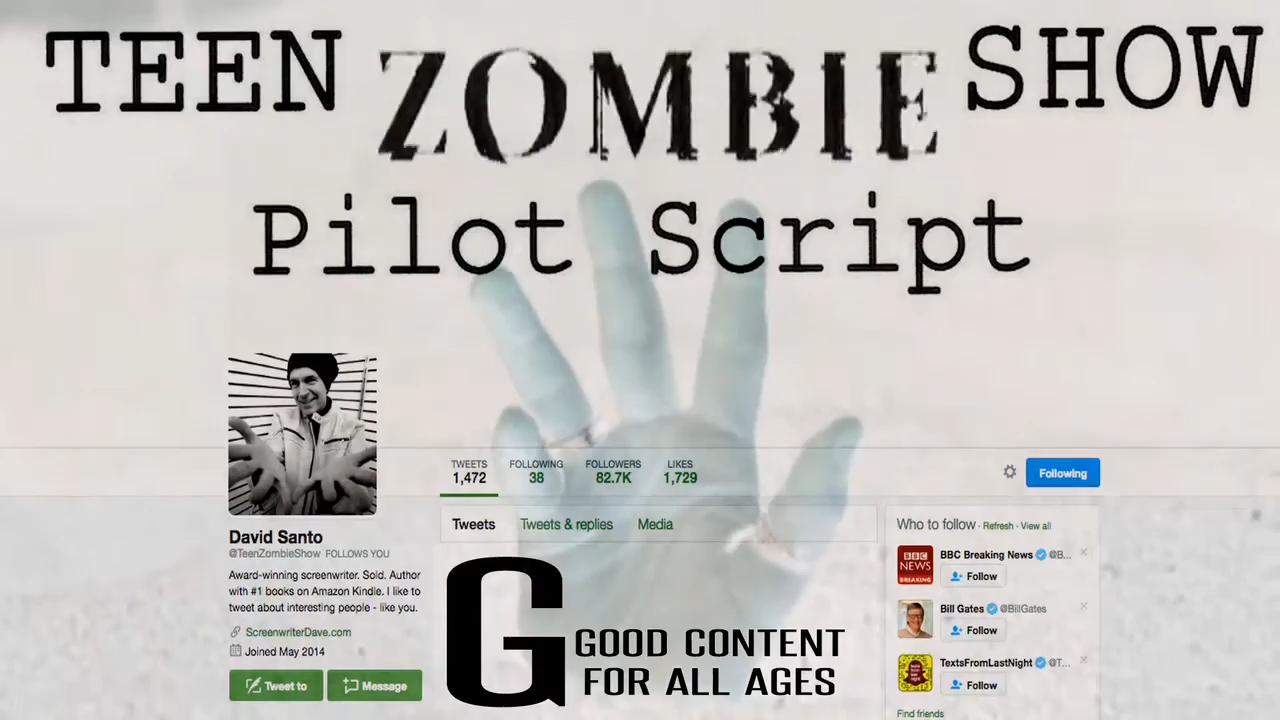 TEEN ZOMBIE SHOW
Pilot Script
TWEETS FOLLOWING FOLLOWERS LIKES
1,472 38 82.7K 1,729
Following
David Santo
@TeenZombieShow FOLLOWS YOU
Award-winning screenwriter. Sold. Author
with #1 books on Amazon Kindle. I like to
tweet about interesting people - like you.
ScreenwriterDave.com
Joined May 2014
Tweet to Message
Tweets Tweets & replies Media
G GOOD CONTENT
FOR ALL AGES
Who to follow · Refresh · View all
BBC
NEWS
BREAKING
BBC Breaking News @B...
Follow
Bill Gates @BillGates
Follow
TextsFromLastNight @T...
Follow
Find friends